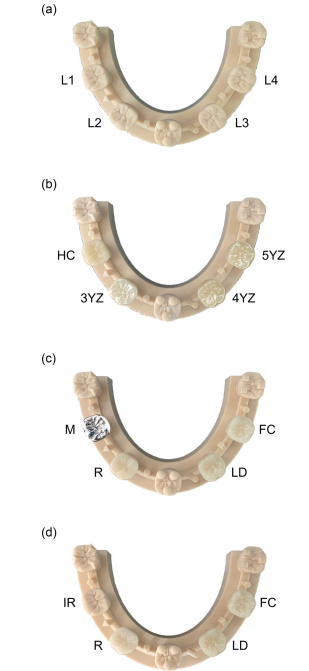 (a)
L1 L4
L2 L3
(b)
HC 5YZ
3YZ 4YZ
(c)
M FC
R LD
(d)
IR FC
R LD